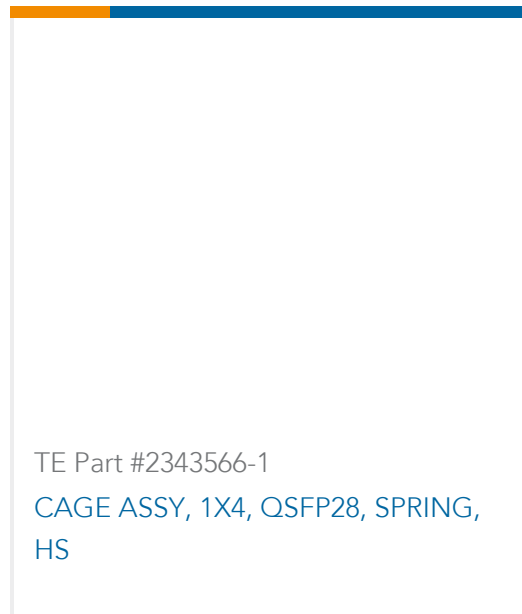 TE Part #2343566-1
CAGE ASSY, 1X4, QSFP28, SPRING,
HS